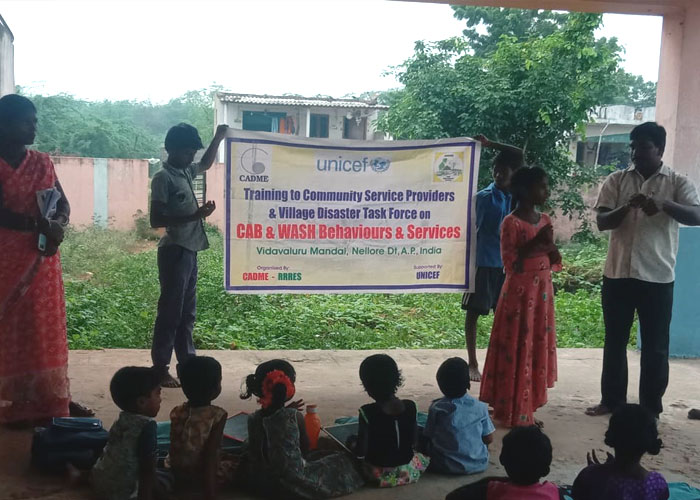 CADME
unicef
Training to Community Service Providers
& Village Disaster Task Force on
CAB & WASH Behaviours & Services
Vidavaluru Mandal, Nellore Dt, A.P., India
Organised By
CADME - RRRES
Supported By
UNICEF